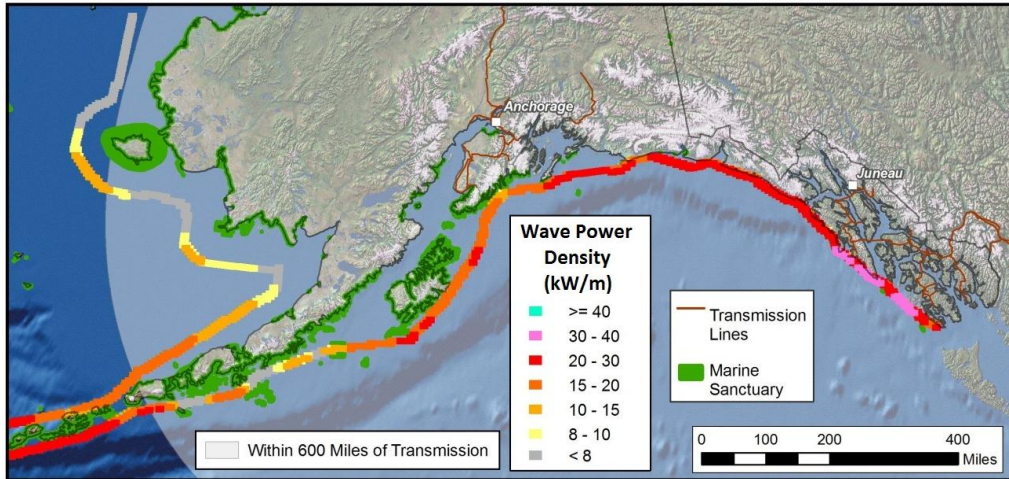 Anchorage
Juneau
Wave Power
Density
(kW/m)
>= 40
30 - 40
20 - 30
15 - 20
10 - 15
8 - 10
< 8
Transmission
Lines
Marine
Sanctuary
Within 600 Miles of Transmission
0 100 200 400
Miles